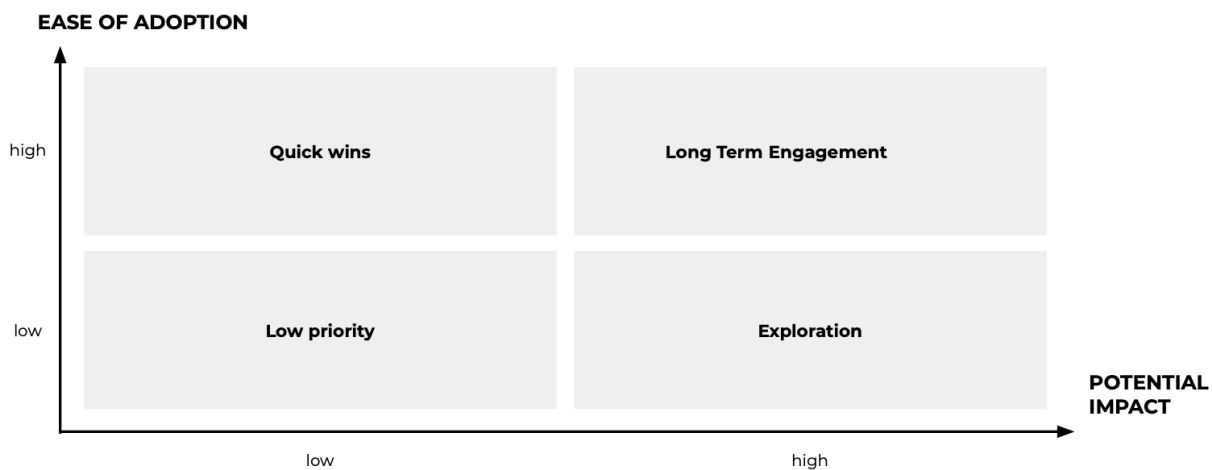 EASE OF ADOPTION
high
Quick wins
Long Term Engagement
low
Low priority
Exploration
POTENTIAL
IMPACT
low
high